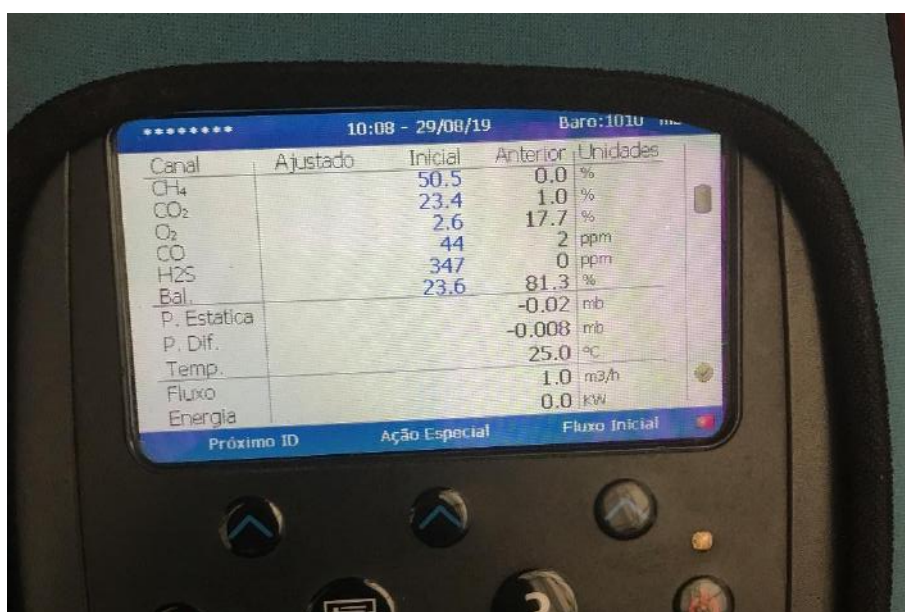 ******** 10:08 - 29/08/19 Baro:1010
Canal Ajustado Inicial Anterior Unidades
CH₄ 50.5 0.0 %
CO₂ 23.4 1.0 %
O₂ 2.6 17.7 %
CO 44 2 ppm
H2S 347 0 ppm
Bal. 23.6 81.3 %
P. Estatica -0.02 mb
P. Dif. -0.008 mb
Temp. 25.0 ºC
Fluxo 1.0 m3/h
Energia 0.0 kW
Próximo ID Ação Especial Fluxo Inicial